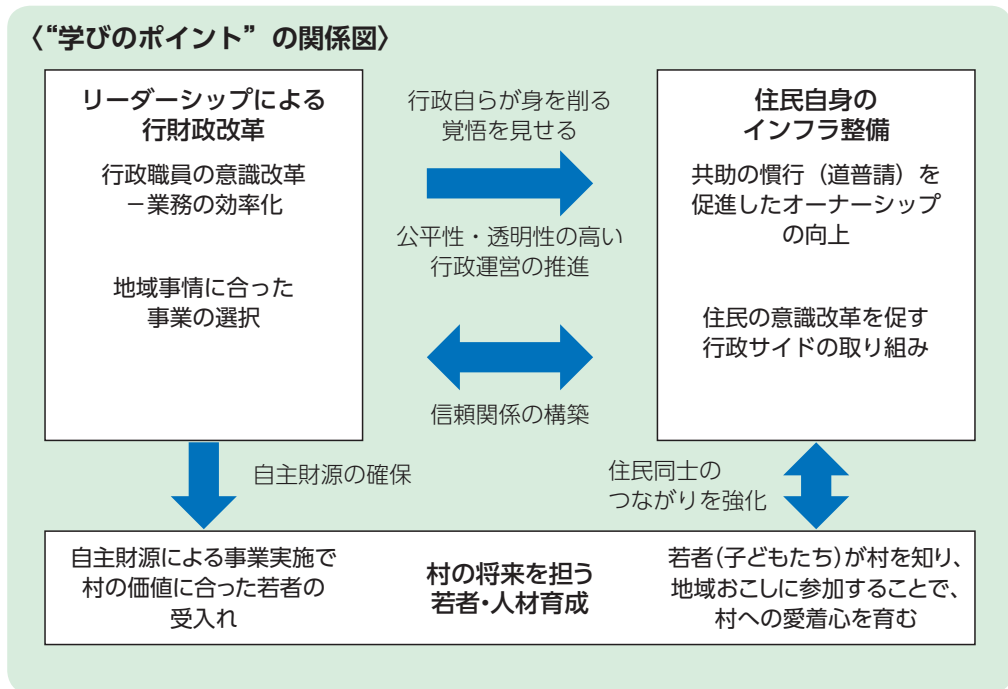 〈“学びのポイント”の関係図〉
リーダーシップによる
行財政改革
行政職員の意識改革
－業務の効率化
地域事情に合った
事業の選択
行政自らが身を削る
覚悟を見せる
公平性・透明性の高い
行政運営の推進
信頼関係の構築
住民自身の
インフラ整備
共助の慣行（道普請）を
促進したオーナーシップ
の向上
住民の意識改革を促す
行政サイドの取り組み
自主財源の確保
住民同士の
つながりを強化
自主財源による事業実施で
村の価値に合った若者の
受入れ
村の将来を担う
若者・人材育成
若者（子どもたち）が村を知り、
地域おこしに参加することで、
村への愛着心を育む